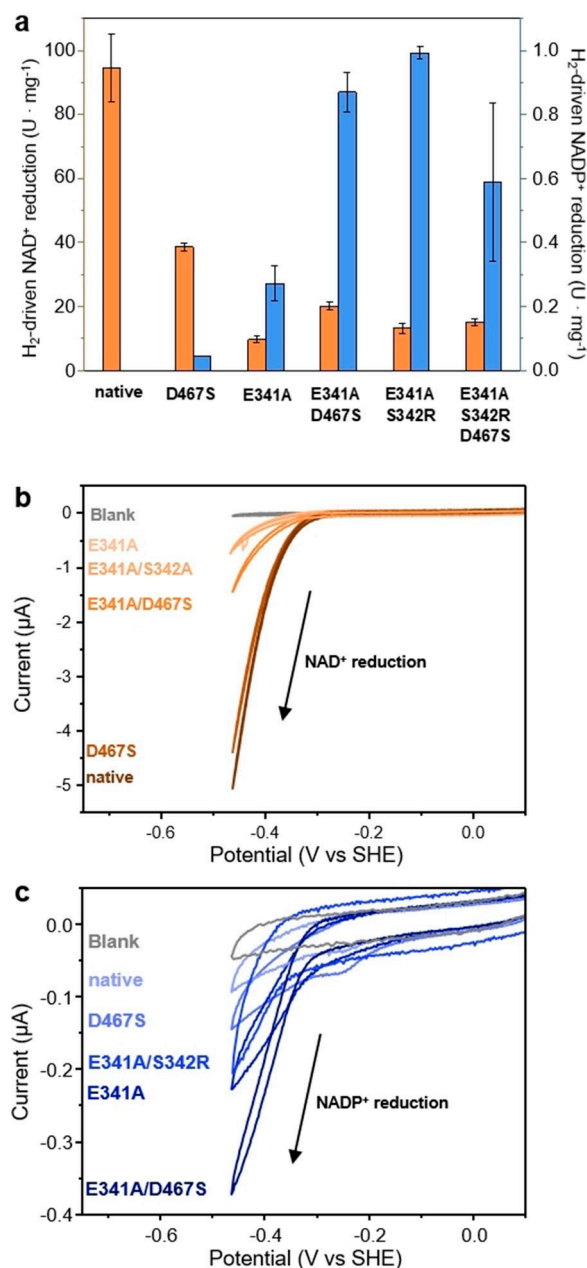 a
H₂-driven NAD⁺ reduction (U · mg⁻¹)
100
80
60
40
20
0
H₂-driven NADP⁺ reduction (U · mg⁻¹)
1.0
0.8
0.6
0.4
0.2
0.0
native
D467S
E341A
E341A
D467S
E341A
S342R
E341A
S342R
D467S
b
Current (µA)
0
-1
-2
-3
-4
-5
Blank
E341A
E341A/S342A
E341A/D467S
NAD⁺ reduction
D467S
native
-0.6
-0.4
-0.2
0.0
Potential (V vs SHE)
c
Current (µA)
0.0
-0.1
-0.2
-0.3
-0.4
Blank
native
D467S
E341A/S342R
E341A
NADP⁺ reduction
E341A/D467S
-0.6
-0.4
-0.2
0.0
Potential (V vs SHE)